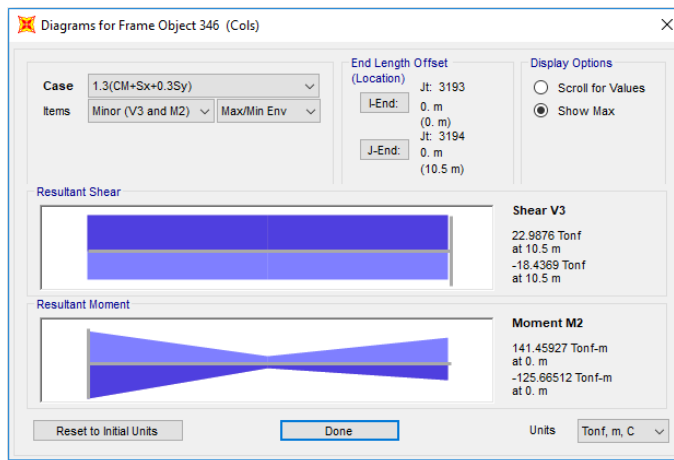 Diagrams for Frame Object 346 (Cols)
Case 1.3(CM+Sx+0.3Sy)
Items Minor (V3 and M2) Max/Min Env
End Length Offset
(Location)
I-End: Jt: 3193
0. m
(0. m)
J-End: Jt: 3194
0. m
(10.5 m)
Display Options
Scroll for Values
Show Max
Resultant Shear
Shear V3
22.9876 Tonf
at 10.5 m
-18.4369 Tonf
at 10.5 m
Resultant Moment
Moment M2
141.45927 Tonf-m
at 0. m
-125.66512 Tonf-m
at 0. m
Reset to Initial Units
Done
Units Tonf, m, C